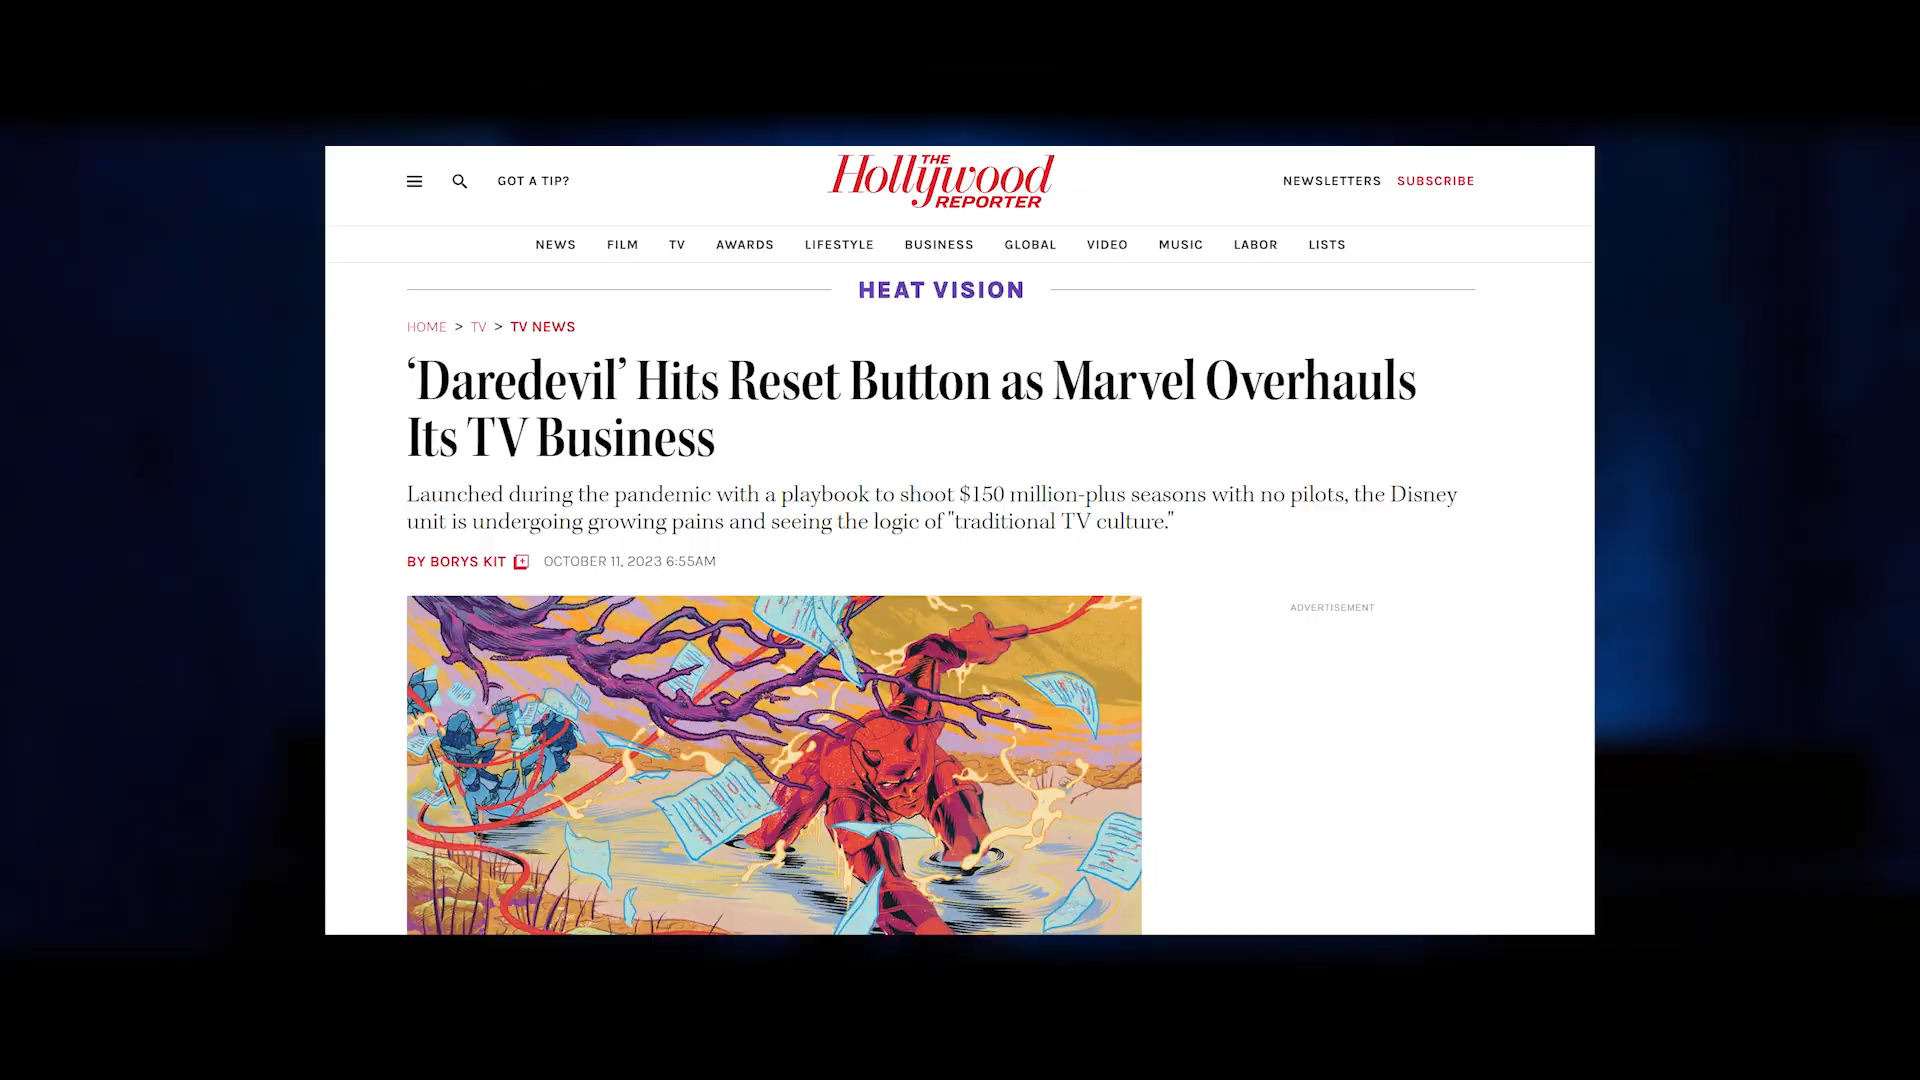 GOT A TIP?
THE
Hollywood
REPORTER
NEWSLETTERS SUBSCRIBE
NEWS FILM TV AWARDS LIFESTYLE BUSINESS GLOBAL VIDEO MUSIC LABOR LISTS
HEAT VISION
HOME > TV > TV NEWS
‘Daredevil’ Hits Reset Button as Marvel Overhauls
Its TV Business
Launched during the pandemic with a playbook to shoot $150 million-plus seasons with no pilots, the Disney
unit is undergoing growing pains and seeing the logic of "traditional TV culture."
BY BORYS KIT OCTOBER 11, 2023 6:55AM
ADVERTISEMENT